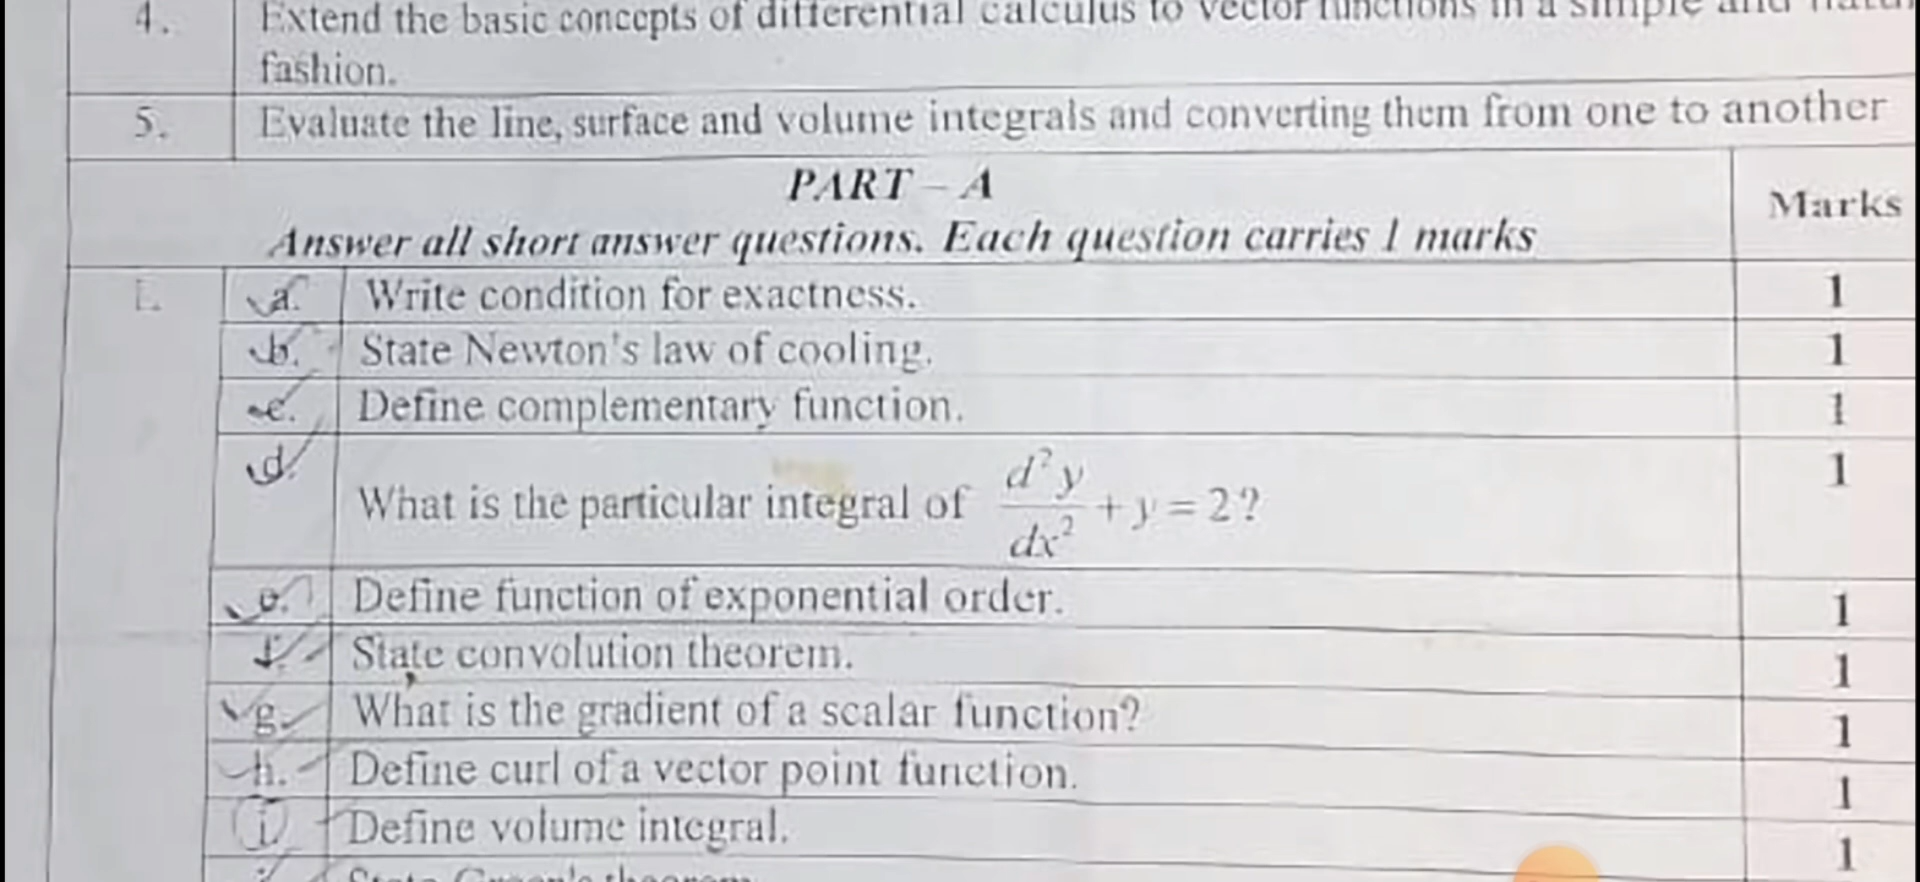 4. Extend the basic concepts of differential calculus to vector functions in a simple and
fashion.
5. Evaluate the line, surface and volume integrals and converting them from one to another
PART – A
Marks
Answer all short answer questions. Each question carries 1 marks
1. a. Write condition for exactness. 1
b. State Newton's law of cooling. 1
c. Define complementary function. 1
d. What is the particular integral of d²y/dx² + y = 2? 1
e. Define function of exponential order. 1
f. State convolution theorem. 1
g. What is the gradient of a scalar function? 1
h. Define curl of a vector point function. 1
i. Define volume integral. 1
State Green's theorem